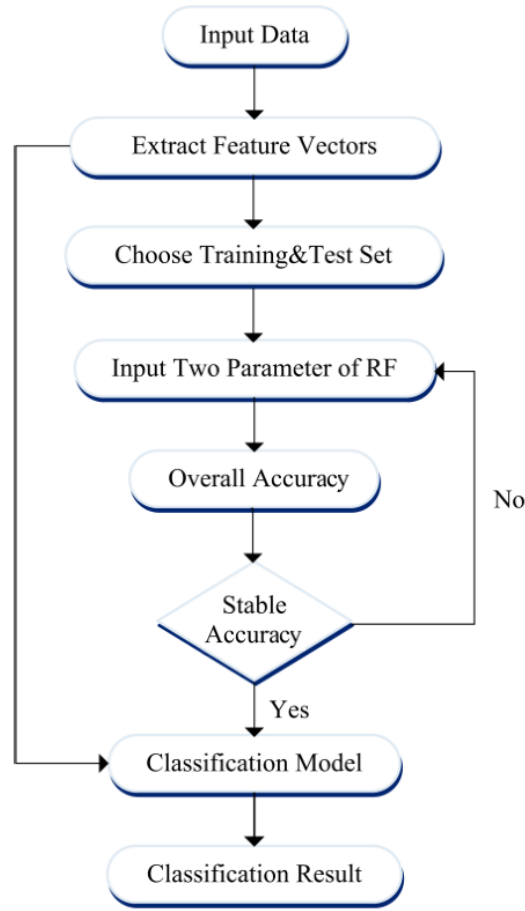 Input Data
Extract Feature Vectors
Choose Training&Test Set
Input Two Parameter of RF
Overall Accuracy
No
Stable
Accuracy
Yes
Classification Model
Classification Result